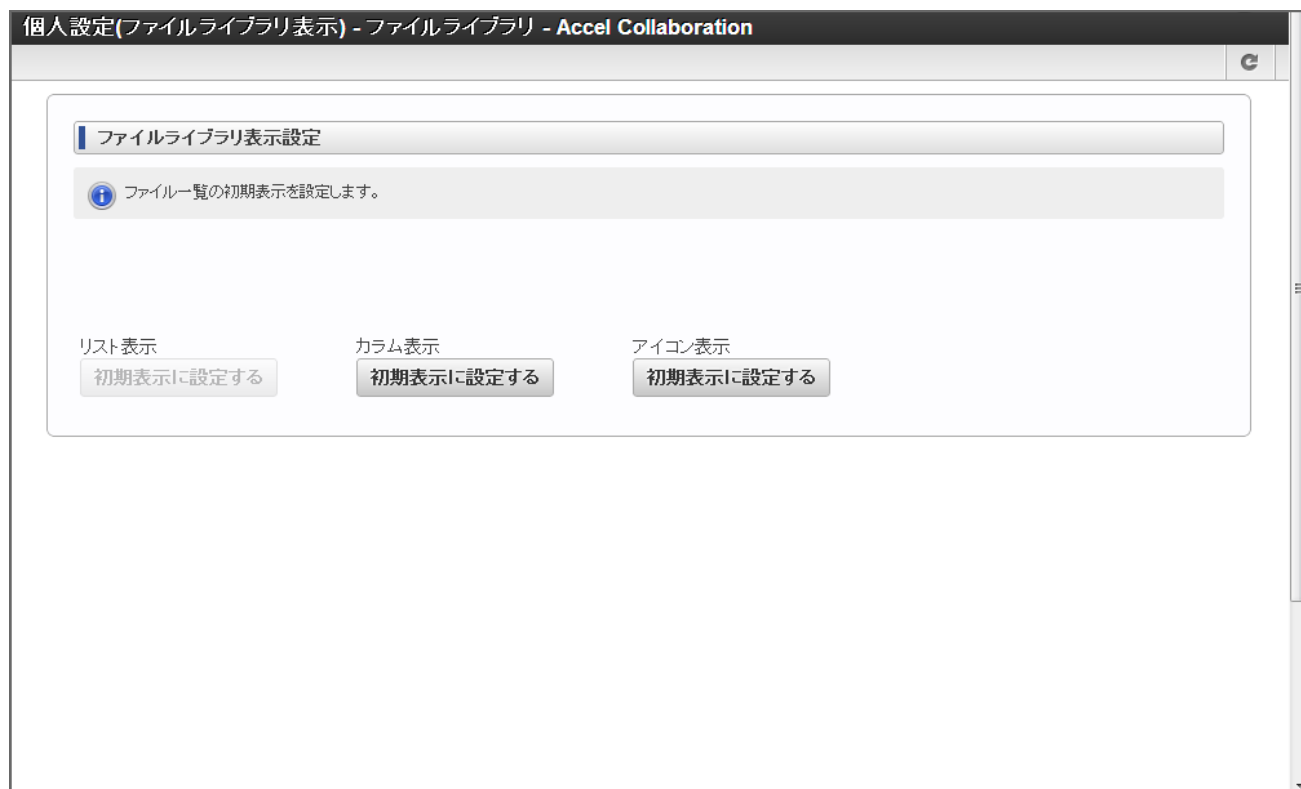 個人設定(ファイルライブラリ表示) - ファイルライブラリ - Accel Collaboration
ファイルライブラリ表示設定
ファイル一覧の初期表示を設定します。
リスト表示 カラム表示 アイコン表示
初期表示に設定する 初期表示に設定する 初期表示に設定する